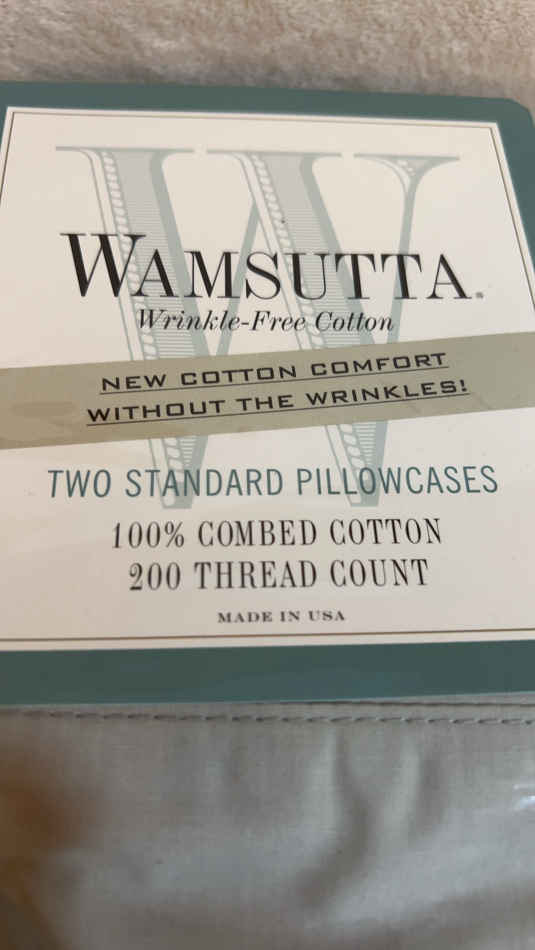 WAMSUTTA®
Wrinkle-Free Cotton
NEW COTTON COMFORT
WITHOUT THE WRINKLES!
TWO STANDARD PILLOWCASES
100% COMBED COTTON
200 THREAD COUNT
MADE IN USA